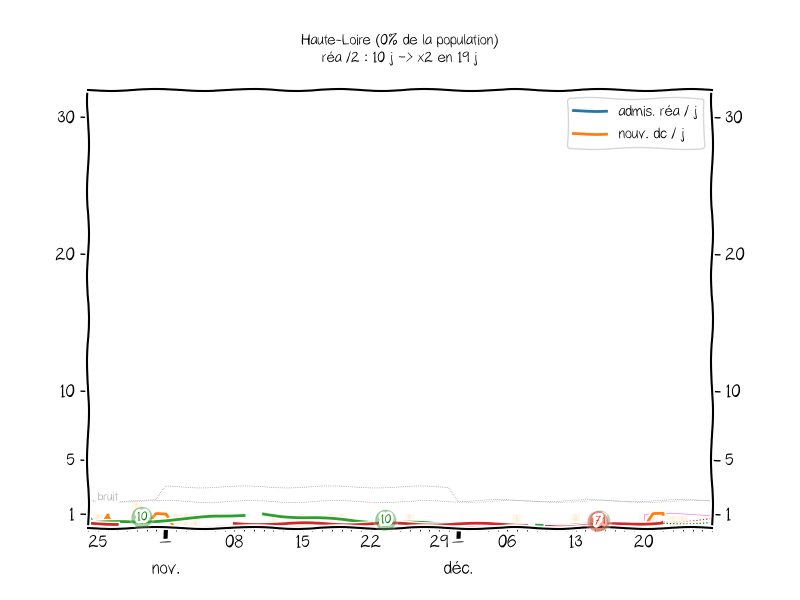 Haute-Loire (0% de la population)
réa /2 : 10 j -> x2 en 19 j
admis. réa / j
nouv. dc / j
30 30
20 20
10 10
5 5
bruit
1 10 10 7 1
25 08 15 22 29 06 13 20
nov. déc.